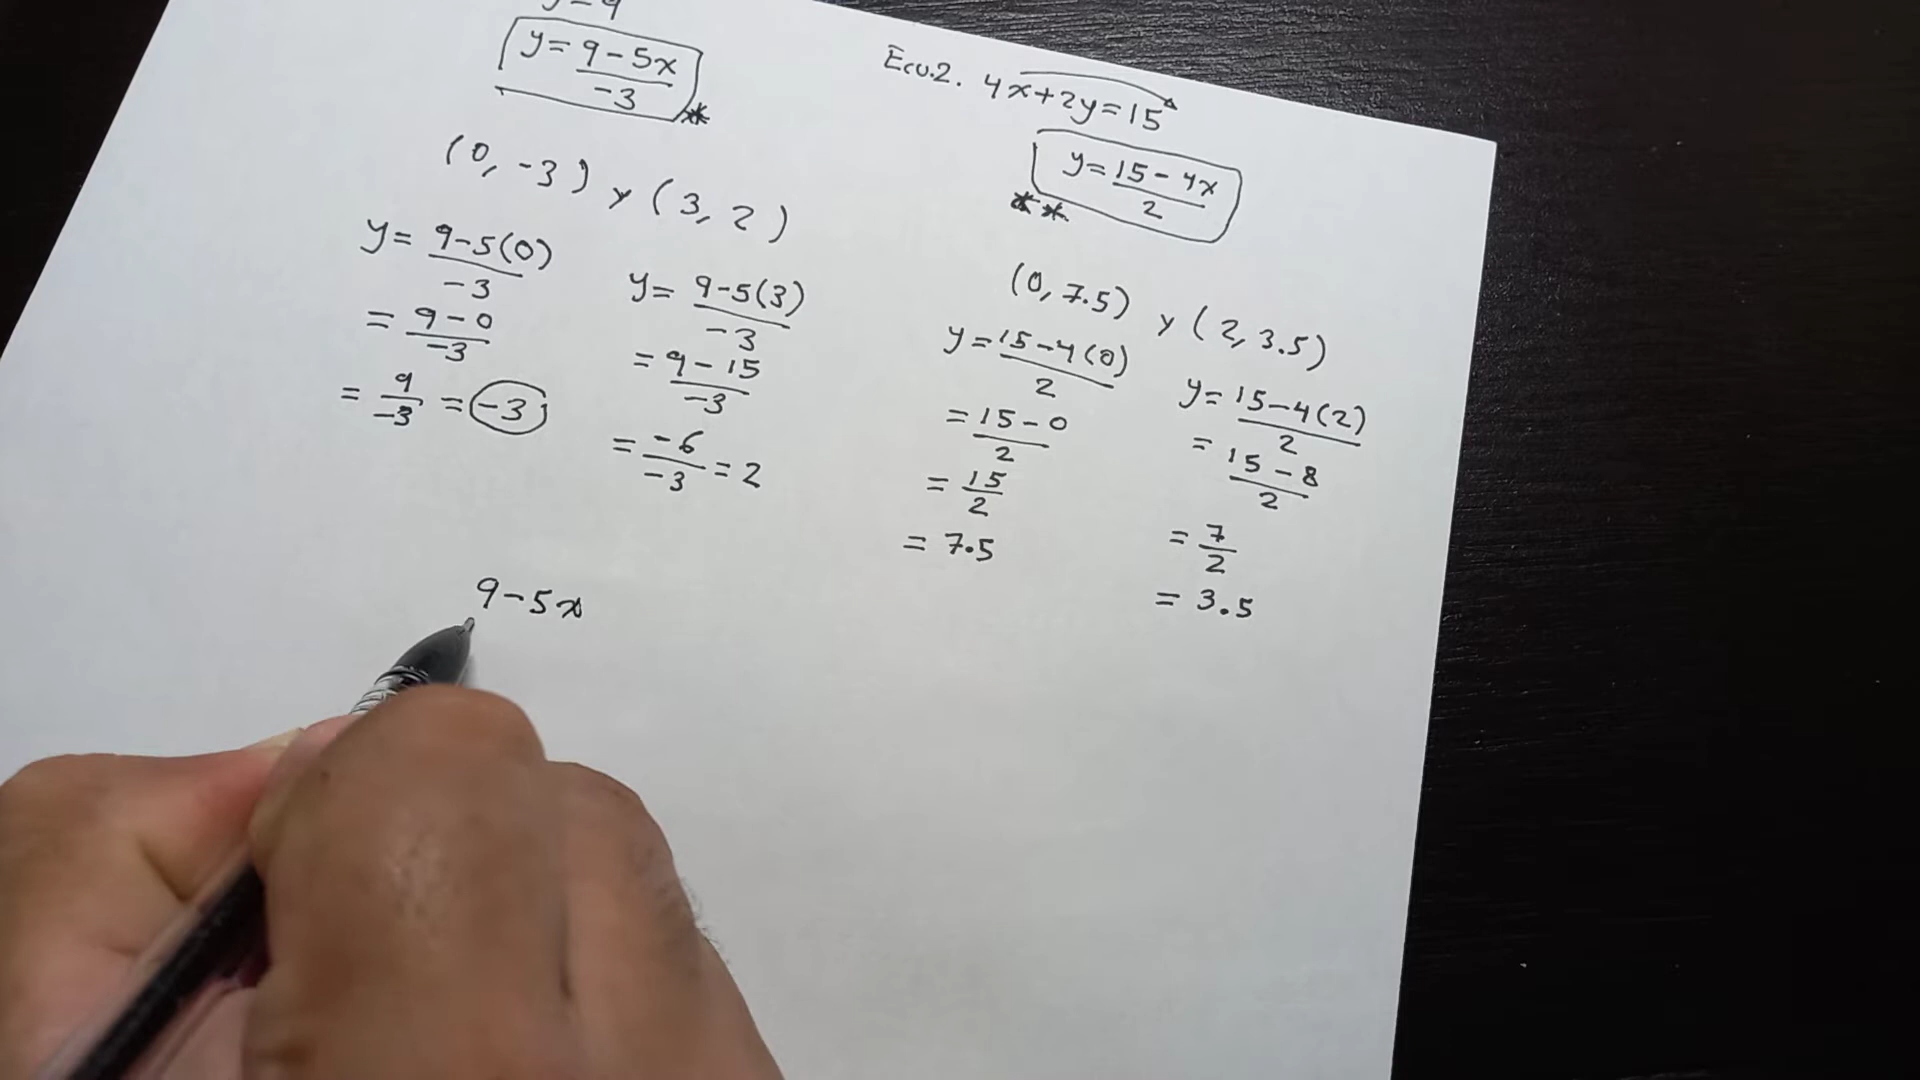 y = 9 - 5x
-3
*
(0, -3) y (3, 2)
y = 9-5(0)
-3
= 9-0
-3
= 9
-3
= -3
y = 9-5(3)
-3
= 9-15
-3
= -6
-3
= 2
9-5x
Ecu.2. 4x+2y=15
y = 15-4x
2
**
(0, 7.5) y (2, 3.5)
y = 15-4(0)
2
= 15-0
2
= 15
2
= 7.5
y = 15-4(2)
2
= 15-8
2
= 7
2
= 3.5